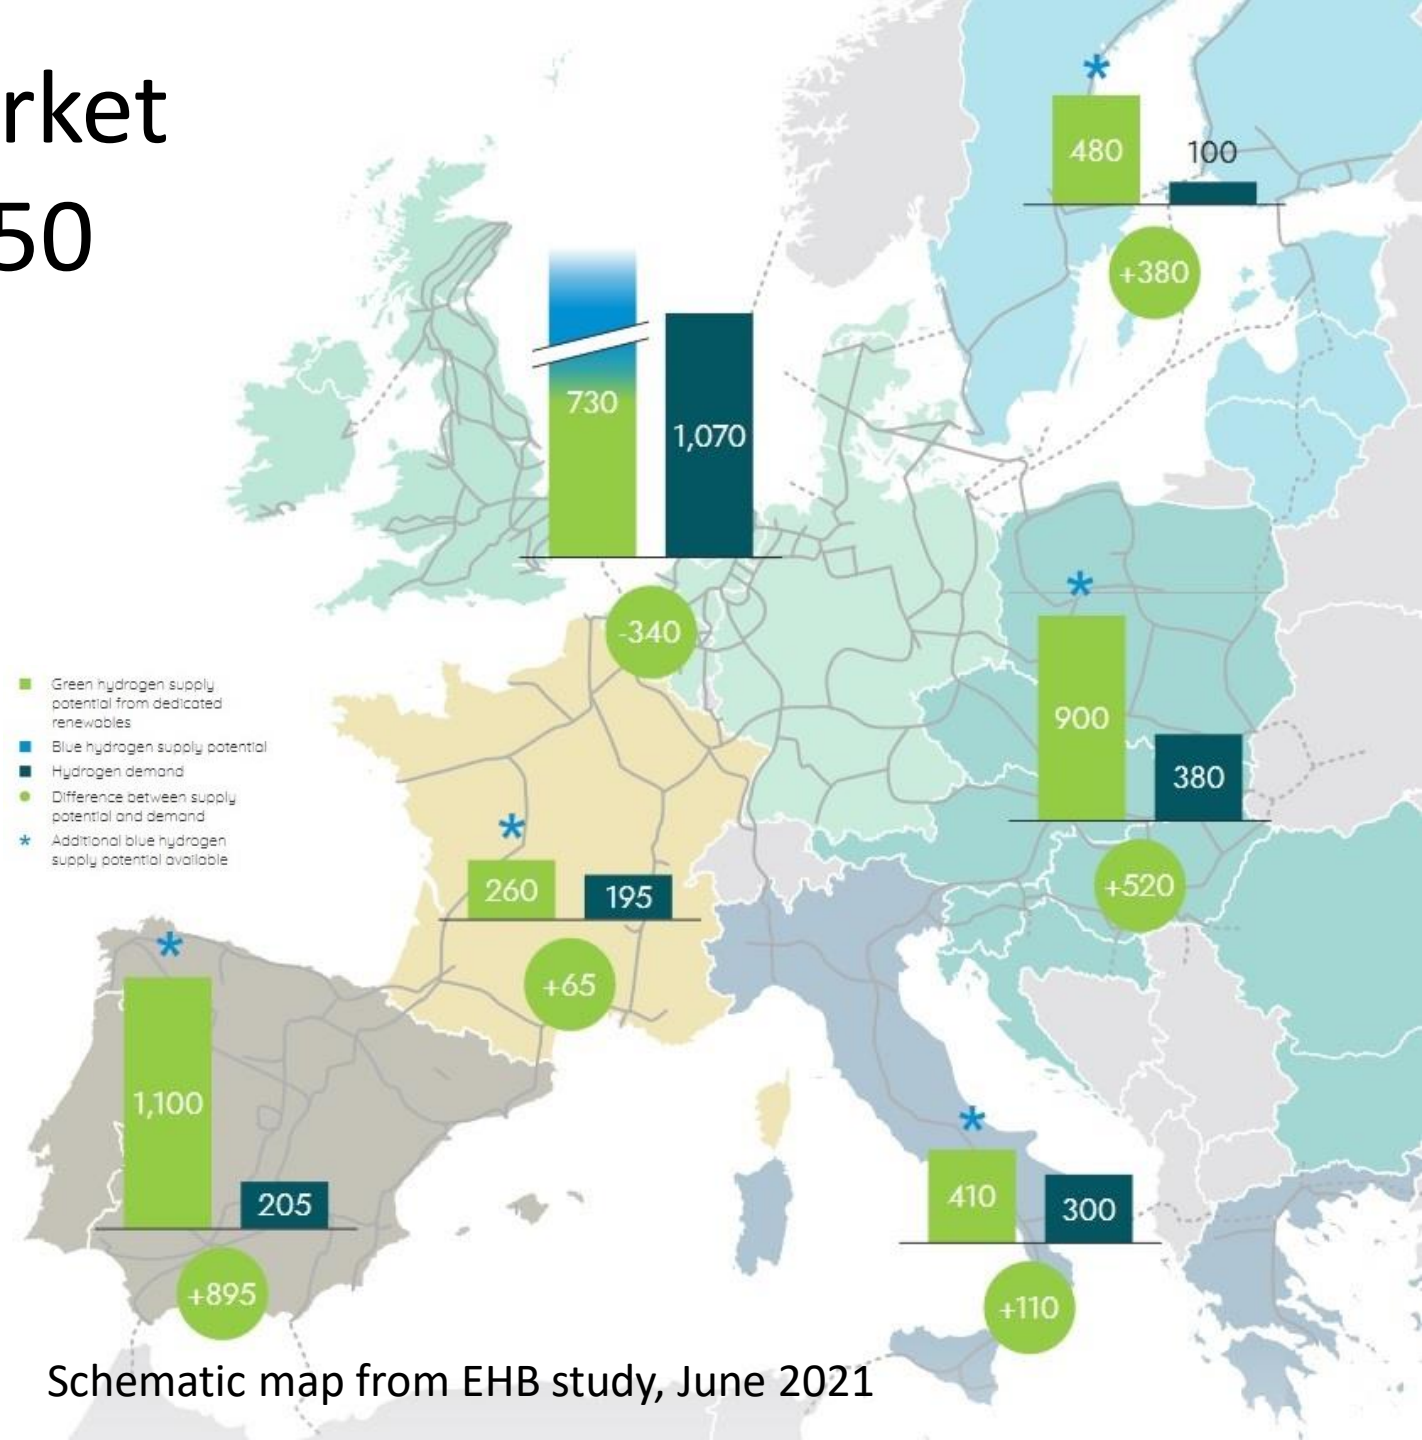 rket
50
*
480
100
+380
730
1,070
-340
*
900
380
+520
Green hydrogen supply
potential from dedicated
renewables
Blue hydrogen supply potential
Hydrogen demand
Difference between supply
potential and demand
* Additional blue hydrogen
supply potential available
*
260
195
+65
*
1,100
205
+895
*
410
300
+110
Schematic map from EHB study, June 2021